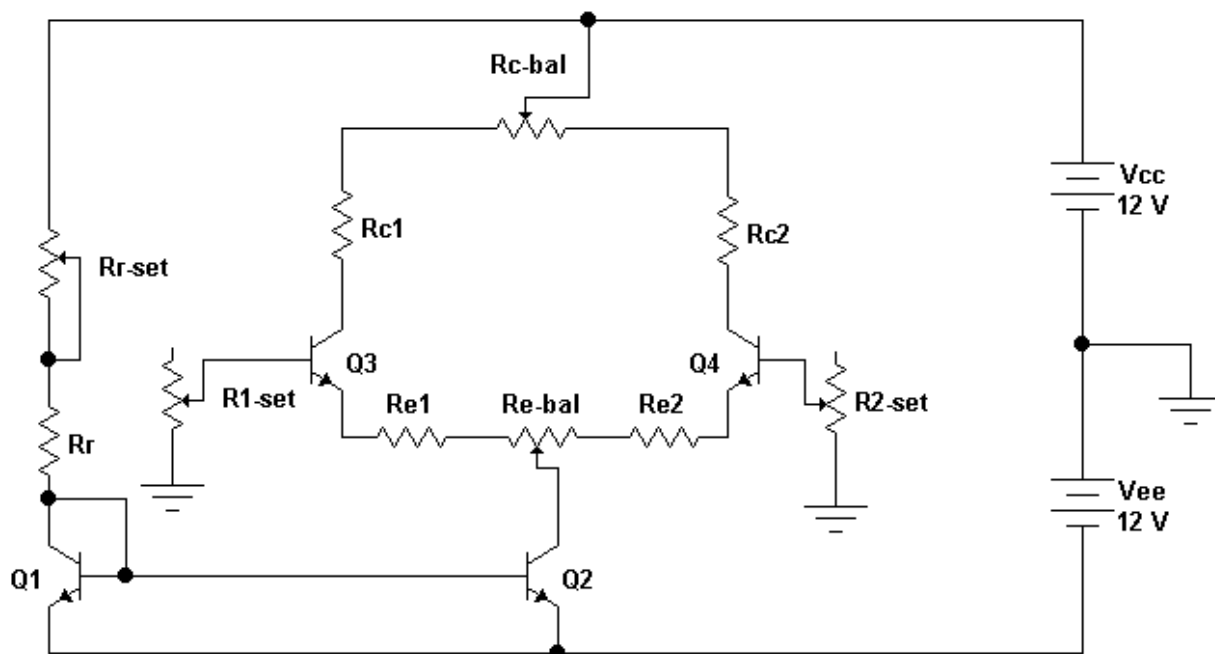 Rc-bal
Vcc
12 V
Rc1
Rc2
Rr-set
Q3
Q4
R1-set
Re1
Re-bal
Re2
R2-set
Rr
Vee
12 V
Q1
Q2